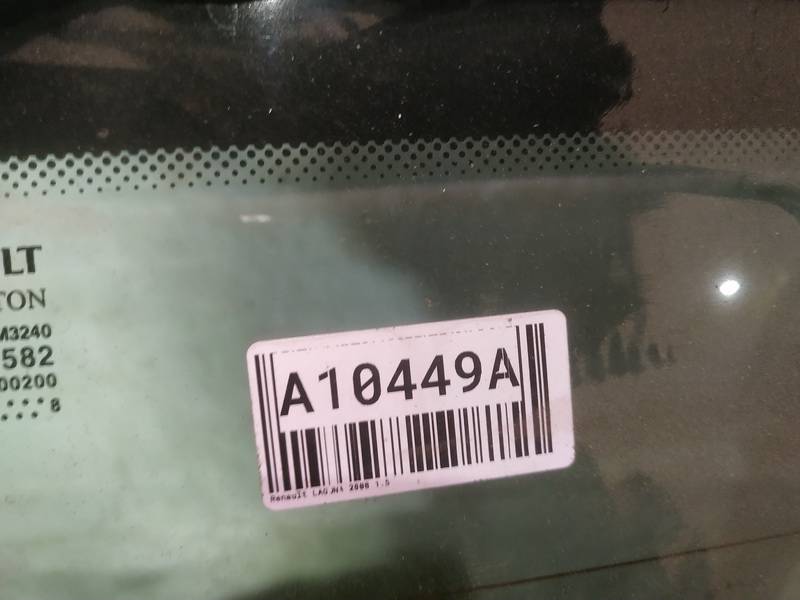 LT
TON
M3240
582
00200
8
A10449A
Renault LAGUNA 2008 1.5